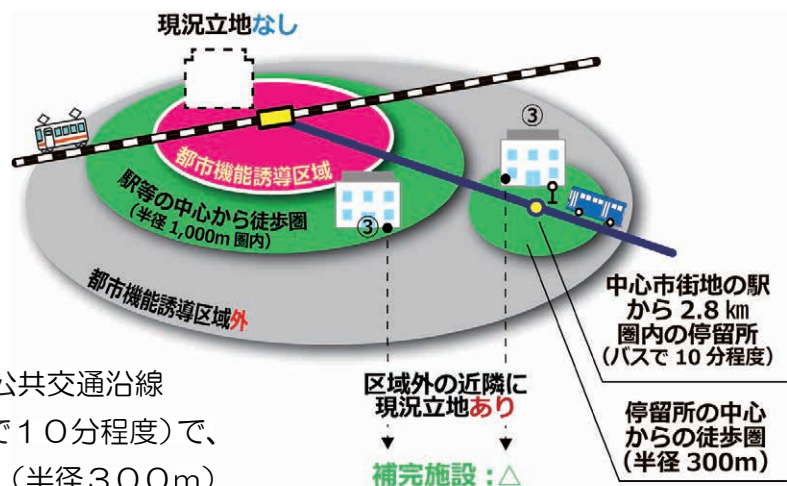 現況立地なし
都市機能誘導区域
駅等の中心から徒歩圏
(半径1,000m圏内)
都市機能誘導区域外
③
③
中心市街地の駅
から 2.8 ㎞
圏内の停留所
(バスで 10 分程度)
停留所の中心
からの徒歩圏
(半径 300m)
区域外の近隣に
現況立地あり
補完施設：△
公共交通沿線
で１０分程度)で、
(半径３００ｍ)